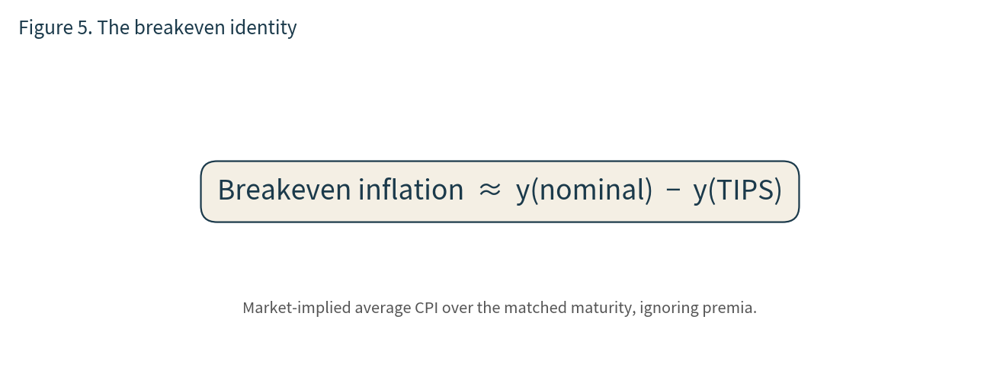 Figure 5. The breakeven identity
Breakeven inflation ≈ y(nominal) − y(TIPS)
Market-implied average CPI over the matched maturity, ignoring premia.